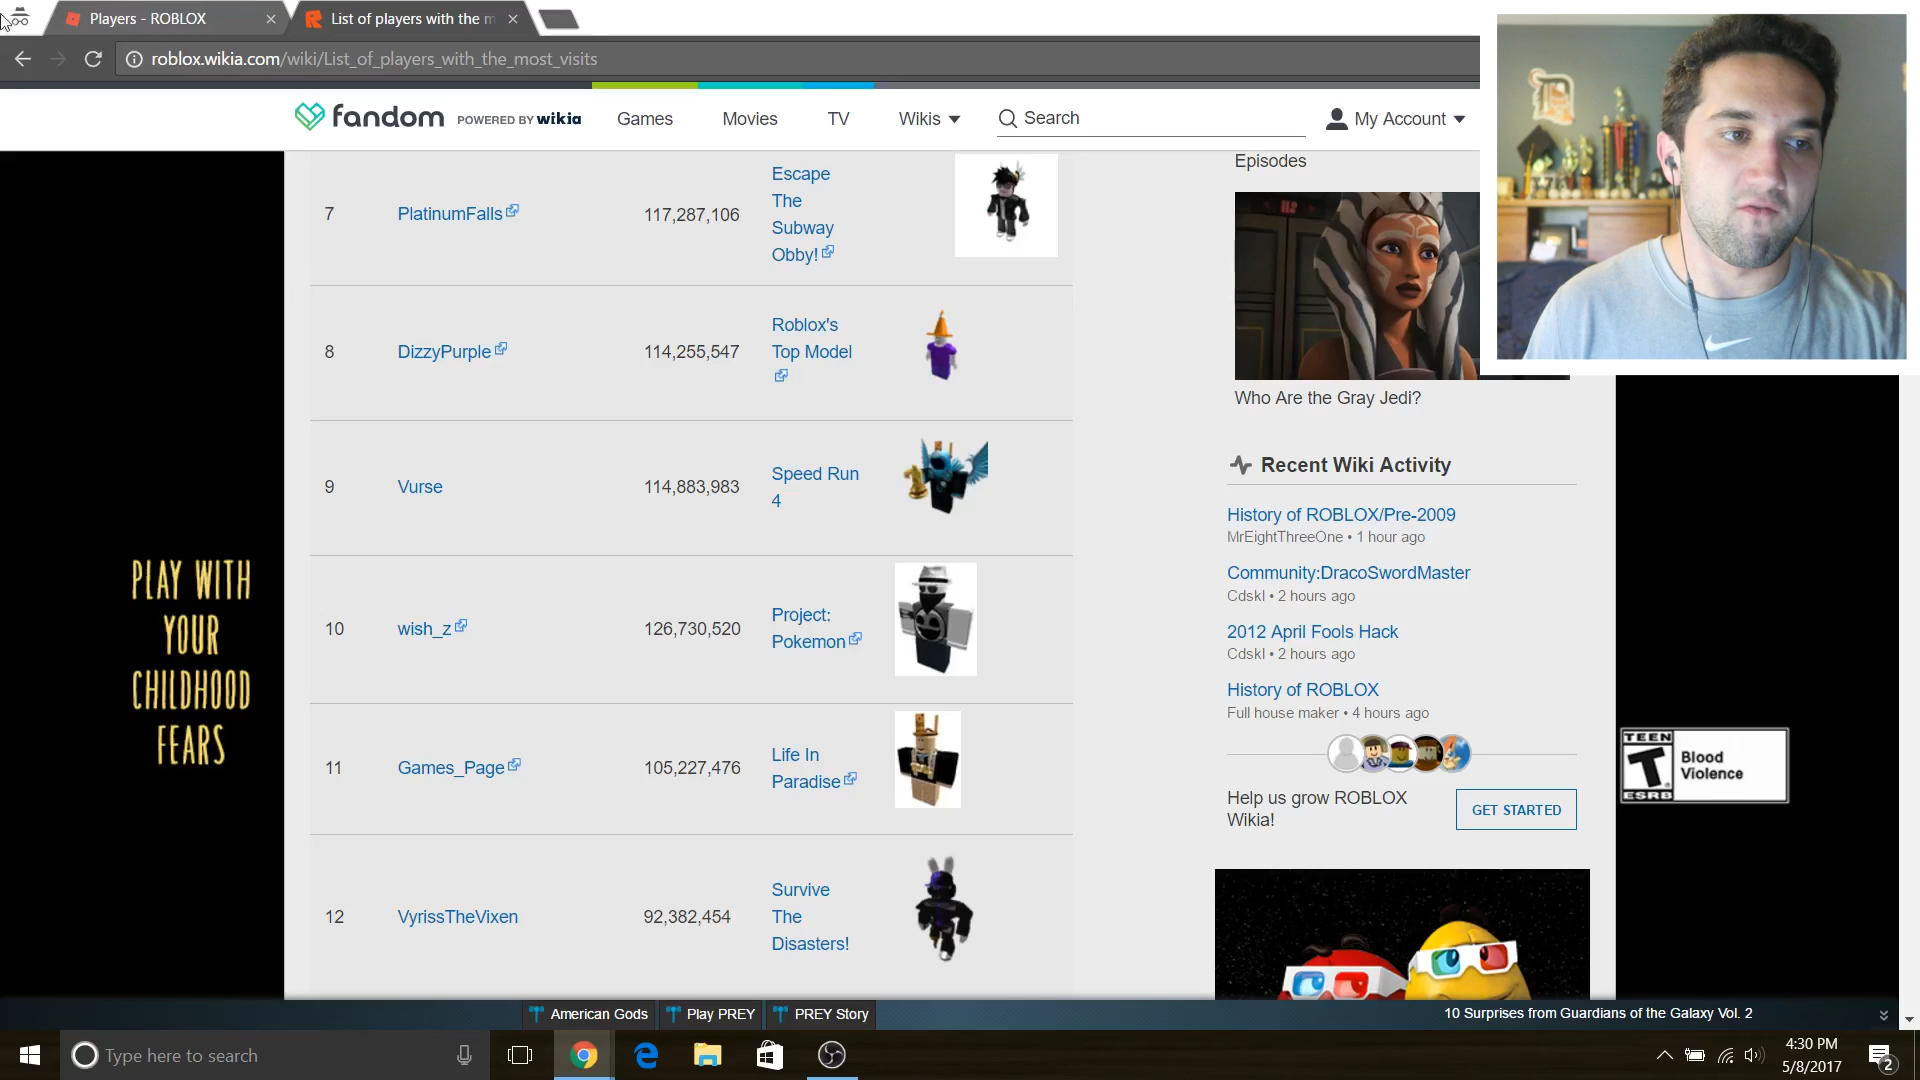 Players - ROBLOX
List of players with the m
roblox.wikia.com/wiki/List_of_players_with_the_most_visits
fandom POWERED BY wikia
Games
Movies
TV
Wikis
Search
My Account
7
PlatinumFalls
117,287,106
Escape
The
Subway
Obby!
8
DizzyPurple
114,255,547
Roblox's
Top Model
9
Vurse
114,883,983
Speed Run
4
10
wish_z
126,730,520
Project:
Pokemon
11
Games_Page
105,227,476
Life In
Paradise
12
VyrissTheVixen
92,382,454
Survive
The
Disasters!
Episodes
Who Are the Gray Jedi?
Recent Wiki Activity
History of ROBLOX/Pre-2009
MrEightThreeOne • 1 hour ago
Community:DracoSwordMaster
Cdskl • 2 hours ago
2012 April Fools Hack
Cdskl • 2 hours ago
History of ROBLOX
Full house maker • 4 hours ago
Help us grow ROBLOX
Wikia!
GET STARTED
PLAY WITH
YOUR
CHILDHOOD
FEARS
TEEN
T
ESRB
Blood
Violence
American Gods
Play PREY
PREY Story
10 Surprises from Guardians of the Galaxy Vol. 2
Type here to search
4:30 PM
5/8/2017
2